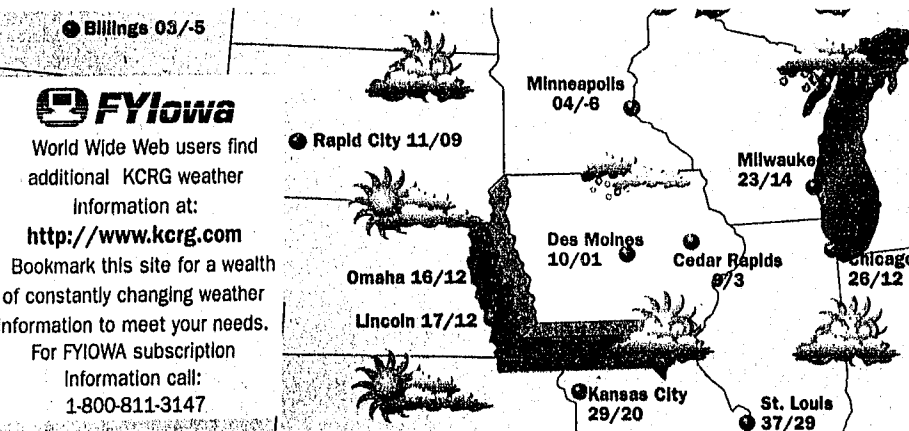 Billings 03/-5
FYIowa
World Wide Web users find
additional KCRG weather
information at:
http://www.kcrg.com
Bookmark this site for a wealth
of constantly changing weather
information to meet your needs.
For FYIOWA subscription
Information call:
1-800-811-3147
Rapid City 11/09
Minneapolis
04/-6
Milwauke
23/14
Des Moines
10/01
Cedar Rapids
9/3
Chicago
26/12
Omaha 16/12
Lincoln 17/12
Kansas City
29/20
St. Louis
37/29